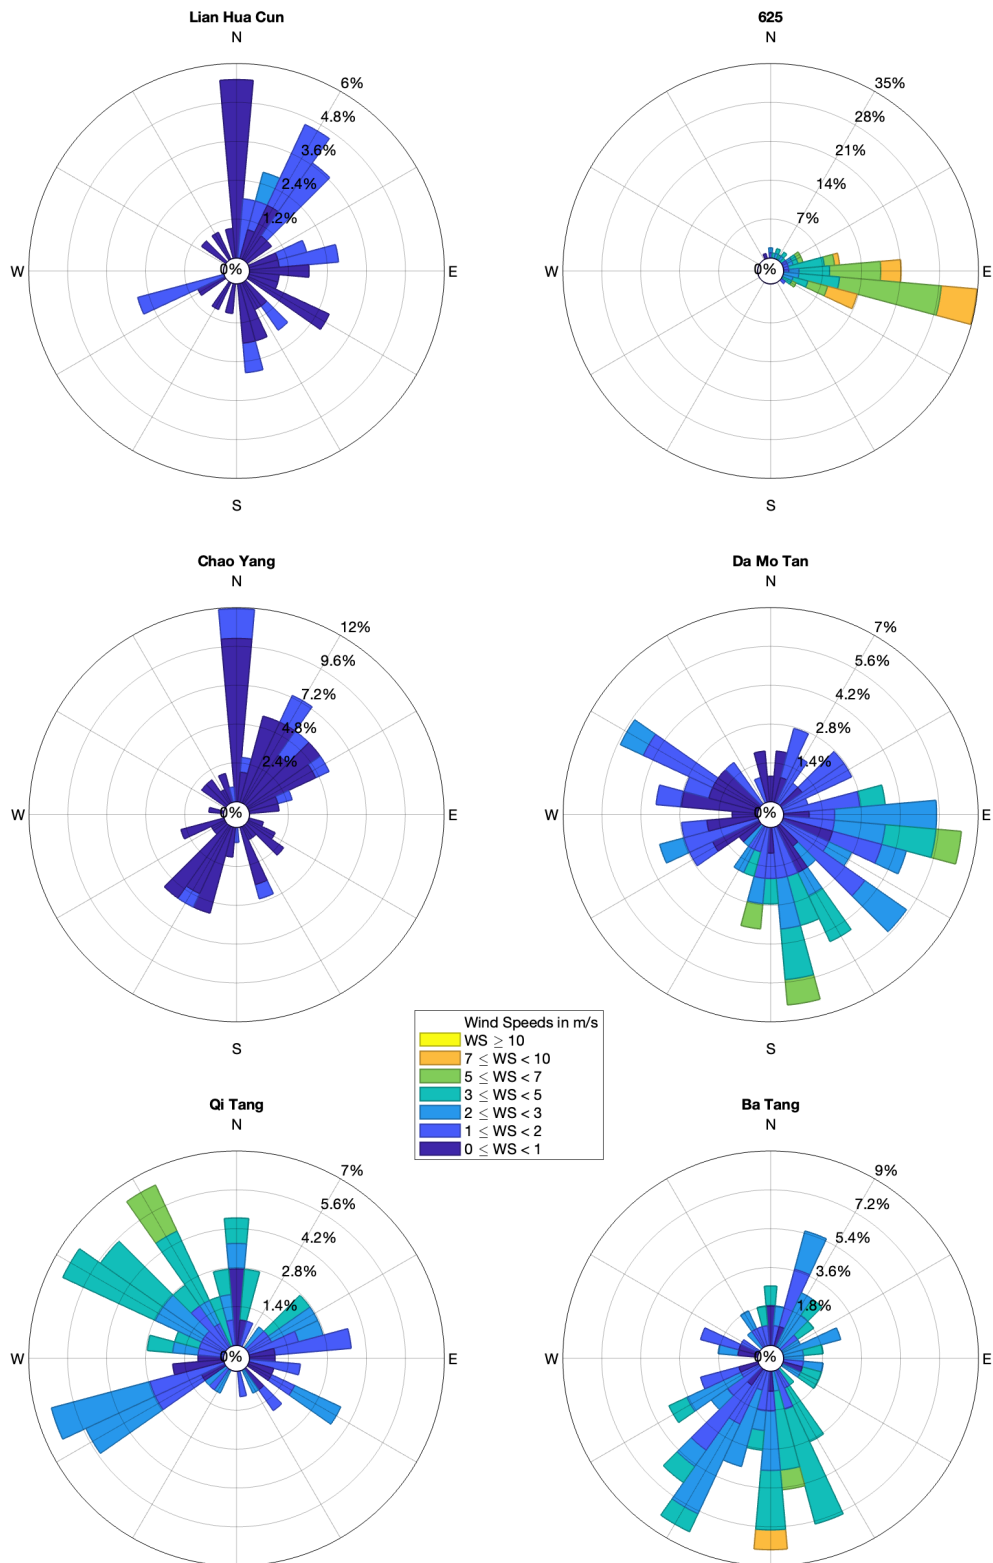 Lian Hua Cun
N
6%
4.8%
3.6%
2.4%
1.2%
0%
W
E
S
625
N
35%
28%
21%
14%
7%
0%
W
E
S
Chao Yang
N
12%
9.6%
7.2%
4.8%
2.4%
0%
W
E
S
Da Mo Tan
N
7%
5.6%
4.2%
2.8%
1.4%
0%
W
E
S
Wind Speeds in m/s
WS ≥ 10
7 ≤ WS < 10
5 ≤ WS < 7
3 ≤ WS < 5
2 ≤ WS < 3
1 ≤ WS < 2
0 ≤ WS < 1
Qi Tang
N
7%
5.6%
4.2%
2.8%
1.4%
0%
W
E
Ba Tang
N
9%
7.2%
5.4%
3.6%
1.8%
0%
W
E